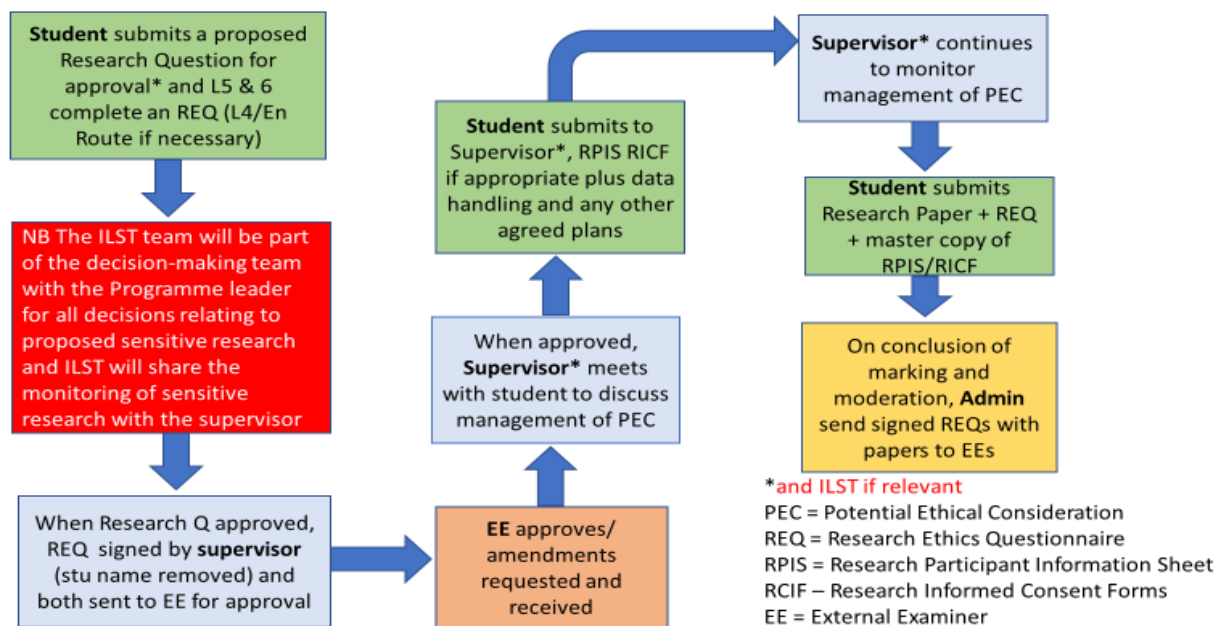 Student submits a proposed
Research Question for
approval* and L5 & 6
complete an REQ (L4/En
Route if necessary)
NB The ILST team will be part
of the decision-making team
with the Programme leader
for all decisions relating to
proposed sensitive research
and ILST will share the
monitoring of sensitive
research with the supervisor
When Research Q approved,
REQ signed by supervisor
(stu name removed) and
both sent to EE for approval
EE approves/
amendments
requested and
received
When approved,
Supervisor* meets
with student to discuss
management of PEC
Student submits to
Supervisor*, RPIS RICF
if appropriate plus data
handling and any other
agreed plans
Supervisor* continues
to monitor
management of PEC
Student submits
Research Paper + REQ
+ master copy of
RPIS/RICF
On conclusion of
marking and
moderation, Admin
send signed REQs with
papers to EEs
*and ILST if relevant
PEC = Potential Ethical Consideration
REQ = Research Ethics Questionnaire
RPIS = Research Participant Information Sheet
RCIF – Research Informed Consent Forms
EE = External Examiner